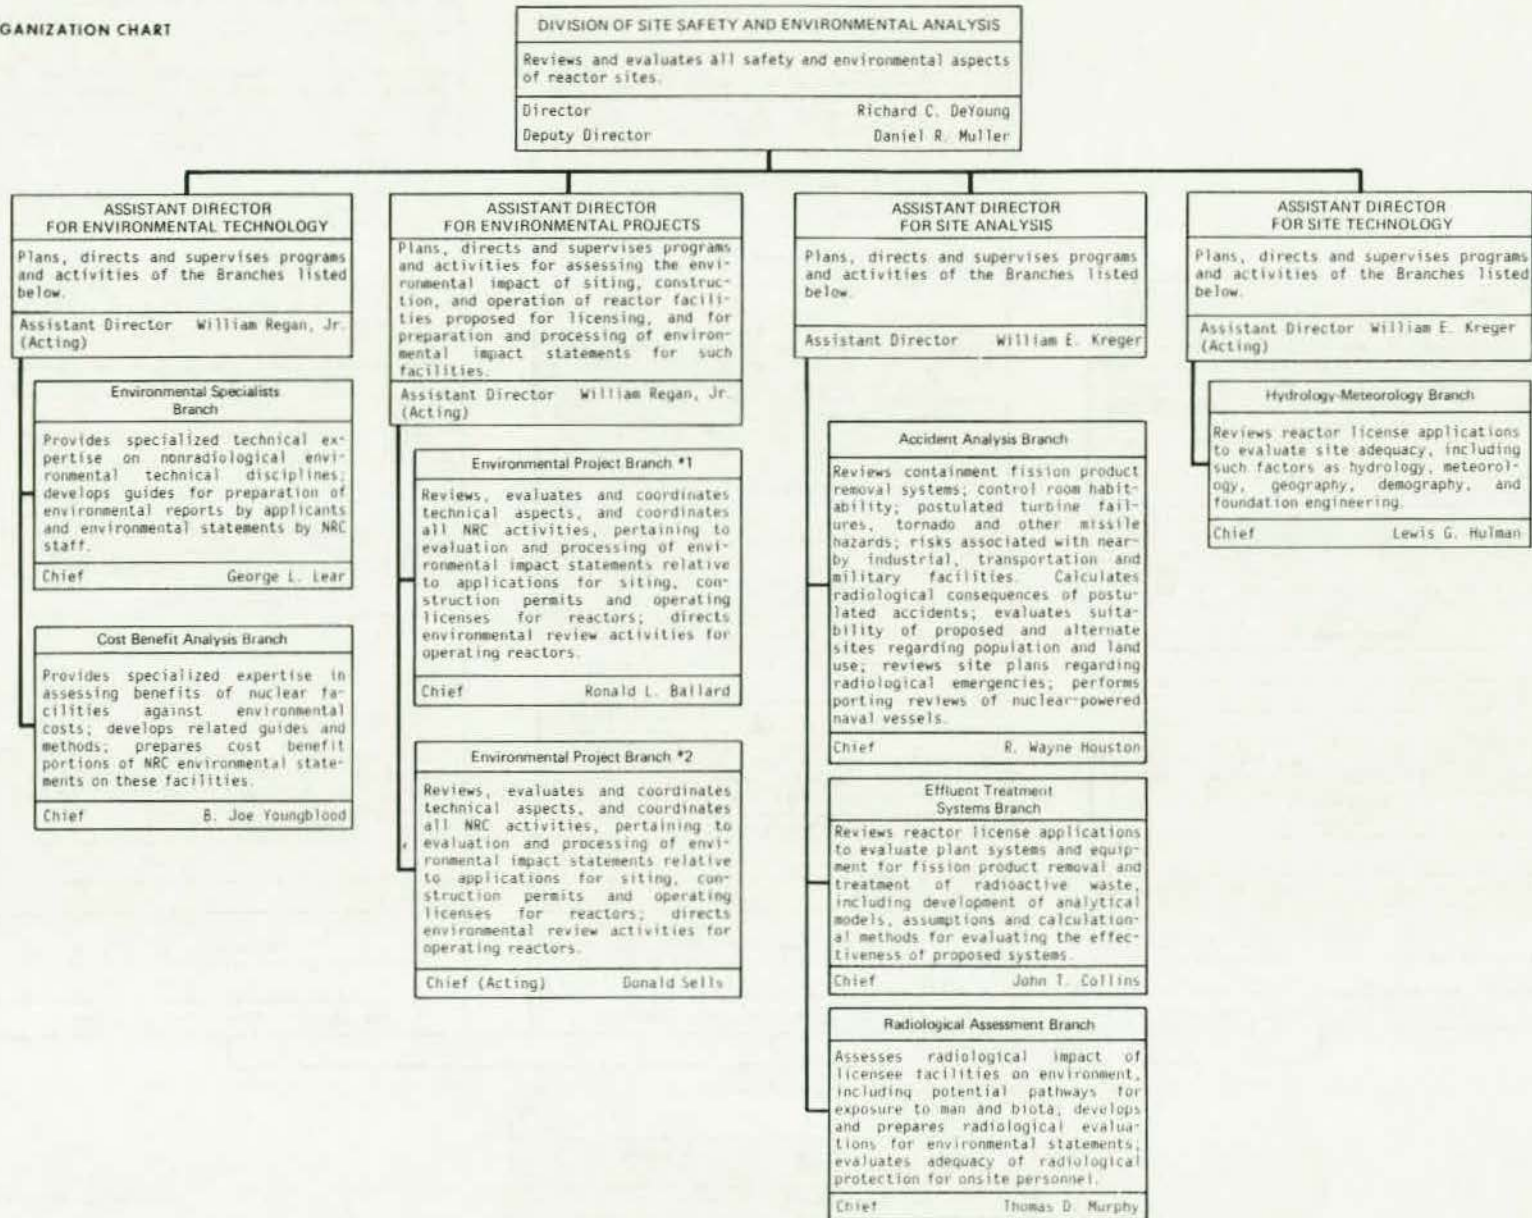 GANIZATION CHART
DIVISION OF SITE SAFETY AND ENVIRONMENTAL ANALYSIS
Reviews and evaluates all safety and environmental aspects
of reactor sites.
Director Richard C. DeYoung
Deputy Director Daniel R. Muller
ASSISTANT DIRECTOR
FOR ENVIRONMENTAL TECHNOLOGY
Plans, directs and supervises programs
and activities of the Branches listed
below.
Assistant Director William Regan, Jr.
(Acting)
Environmental Specialists
Branch
Provides specialized technical ex-
pertise on nonradiological envi-
ronmental technical disciplines;
develops guides for preparation of
environmental reports by applicants
and environmental statements by NRC
staff.
Chief George L. Lear
Cost Benefit Analysis Branch
Provides specialized expertise in
assessing benefits of nuclear fa-
cilities against environmental
costs; develops related guides and
methods; prepares cost benefit
portions of NRC environmental state-
ments on these facilities.
Chief B. Joe Youngblood
ASSISTANT DIRECTOR
FOR ENVIRONMENTAL PROJECTS
Plans, directs and supervises programs
and activities for assessing the envi-
ronmental impact of siting, construc-
tion, and operation of reactor facili-
ties proposed for licensing, and for
preparation and processing of environ-
mental impact statements for such
facilities.
Assistant Director William Regan, Jr.
(Acting)
Environmental Project Branch #1
Reviews, evaluates and coordinates
technical aspects, and coordinates
all NRC activities, pertaining to
evaluation and processing of envi-
ronmental impact statements relative
to applications for siting, con-
struction permits and operating
licenses for reactors; directs
environmental review activities for
operating reactors.
Chief Ronald L. Ballard
Environmental Project Branch #2
Reviews, evaluates and coordinates
technical aspects, and coordinates
all NRC activities, pertaining to
evaluation and processing of envi-
ronmental impact statements relative
to applications for siting, con-
struction permits and operating
licenses for reactors; directs
environmental review activities for
operating reactors.
Chief (Acting) Donald Sells
ASSISTANT DIRECTOR
FOR SITE ANALYSIS
Plans, directs and supervises programs
and activities of the Branches listed
below.
Assistant Director William E. Kreger
Accident Analysis Branch
Reviews containment fission product
removal systems; control room habit-
ability; postulated turbine fail-
ures, tornado and other missile
hazards; risks associated with near-
by industrial, transportation and
military facilities. Calculates
radiological consequences of postu-
lated accidents; evaluates suita-
bility of proposed and alternate
sites regarding population and land
use; reviews site plans regarding
radiological emergencies; performs
porting reviews of nuclear-powered
naval vessels.
Chief R. Wayne Houston
Effluent Treatment
Systems Branch
Reviews reactor license applications
to evaluate plant systems and equip-
ment for fission product removal and
treatment of radioactive waste,
including development of analytical
models, assumptions and calculation-
al methods for evaluating the effec-
tiveness of proposed systems.
Chief John T. Collins
Radiological Assessment Branch
Assesses radiological impact of
licensee facilities on environment,
including potential pathways for
exposure to man and biota; develops
and prepares radiological evalua-
tions for environmental statements;
evaluates adequacy of radiological
protection for onsite personnel.
Chief Thomas D. Murphy
ASSISTANT DIRECTOR
FOR SITE TECHNOLOGY
Plans, directs and supervises programs
and activities of the Branches listed
below.
Assistant Director William E. Kreger
(Acting)
Hydrology-Meteorology Branch
Reviews reactor license applications
to evaluate site adequacy, including
such factors as hydrology, meteorol-
ogy, geography, demography, and
foundation engineering.
Chief Lewis G. Hulman